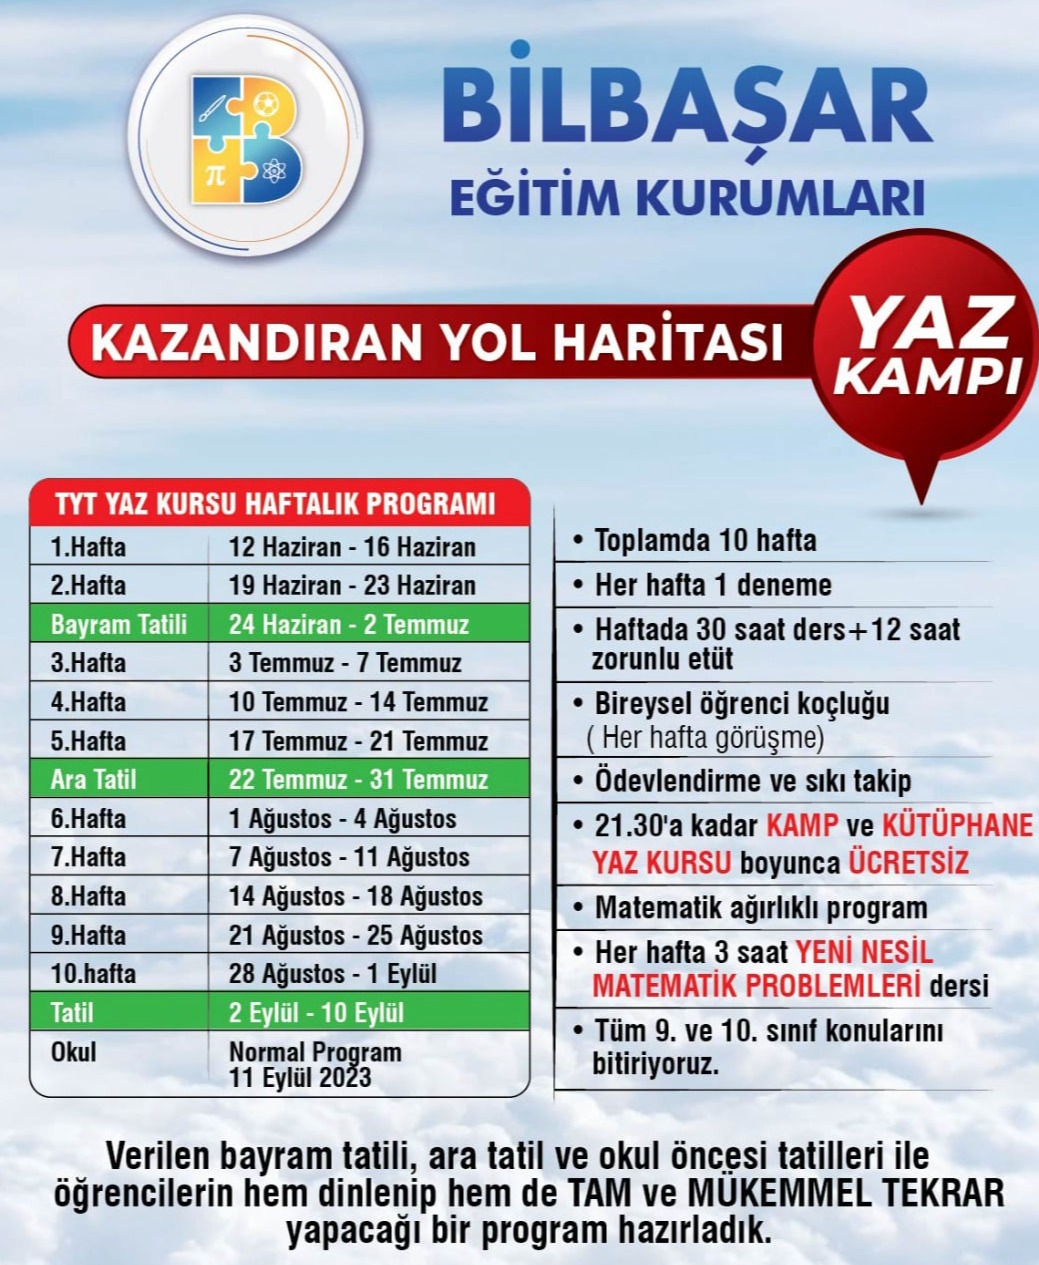 π
BİLBAŞAR
EĞİTİM KURUMLARI
KAZANDIRAN YOL HARİTASI
YAZ
KAMPI
TYT YAZ KURSU HAFTALIK PROGRAMI
1.Hafta 12 Haziran - 16 Haziran
2.Hafta 19 Haziran - 23 Haziran
Bayram Tatili 24 Haziran - 2 Temmuz
3.Hafta 3 Temmuz - 7 Temmuz
4.Hafta 10 Temmuz - 14 Temmuz
5.Hafta 17 Temmuz - 21 Temmuz
Ara Tatil 22 Temmuz - 31 Temmuz
6.Hafta 1 Ağustos - 4 Ağustos
7.Hafta 7 Ağustos - 11 Ağustos
8.Hafta 14 Ağustos - 18 Ağustos
9.Hafta 21 Ağustos - 25 Ağustos
10.hafta 28 Ağustos - 1 Eylül
Tatil 2 Eylül - 10 Eylül
Okul Normal Program
11 Eylül 2023
• Toplamda 10 hafta
• Her hafta 1 deneme
• Haftada 30 saat ders+12 saat
zorunlu etüt
• Bireysel öğrenci koçluğu
( Her hafta görüşme)
• Ödevlendirme ve sıkı takip
• 21.30'a kadar KAMP ve KÜTÜPHANE
YAZ KURSU boyunca ÜCRETSİZ
• Matematik ağırlıklı program
• Her hafta 3 saat YENİ NESİL
MATEMATİK PROBLEMLERİ dersi
• Tüm 9. ve 10. sınıf konularını
bitiriyoruz.
Verilen bayram tatili, ara tatil ve okul öncesi tatilleri ile
öğrencilerin hem dinlenip hem de TAM ve MÜKEMMEL TEKRAR
yapacağı bir program hazırladık.